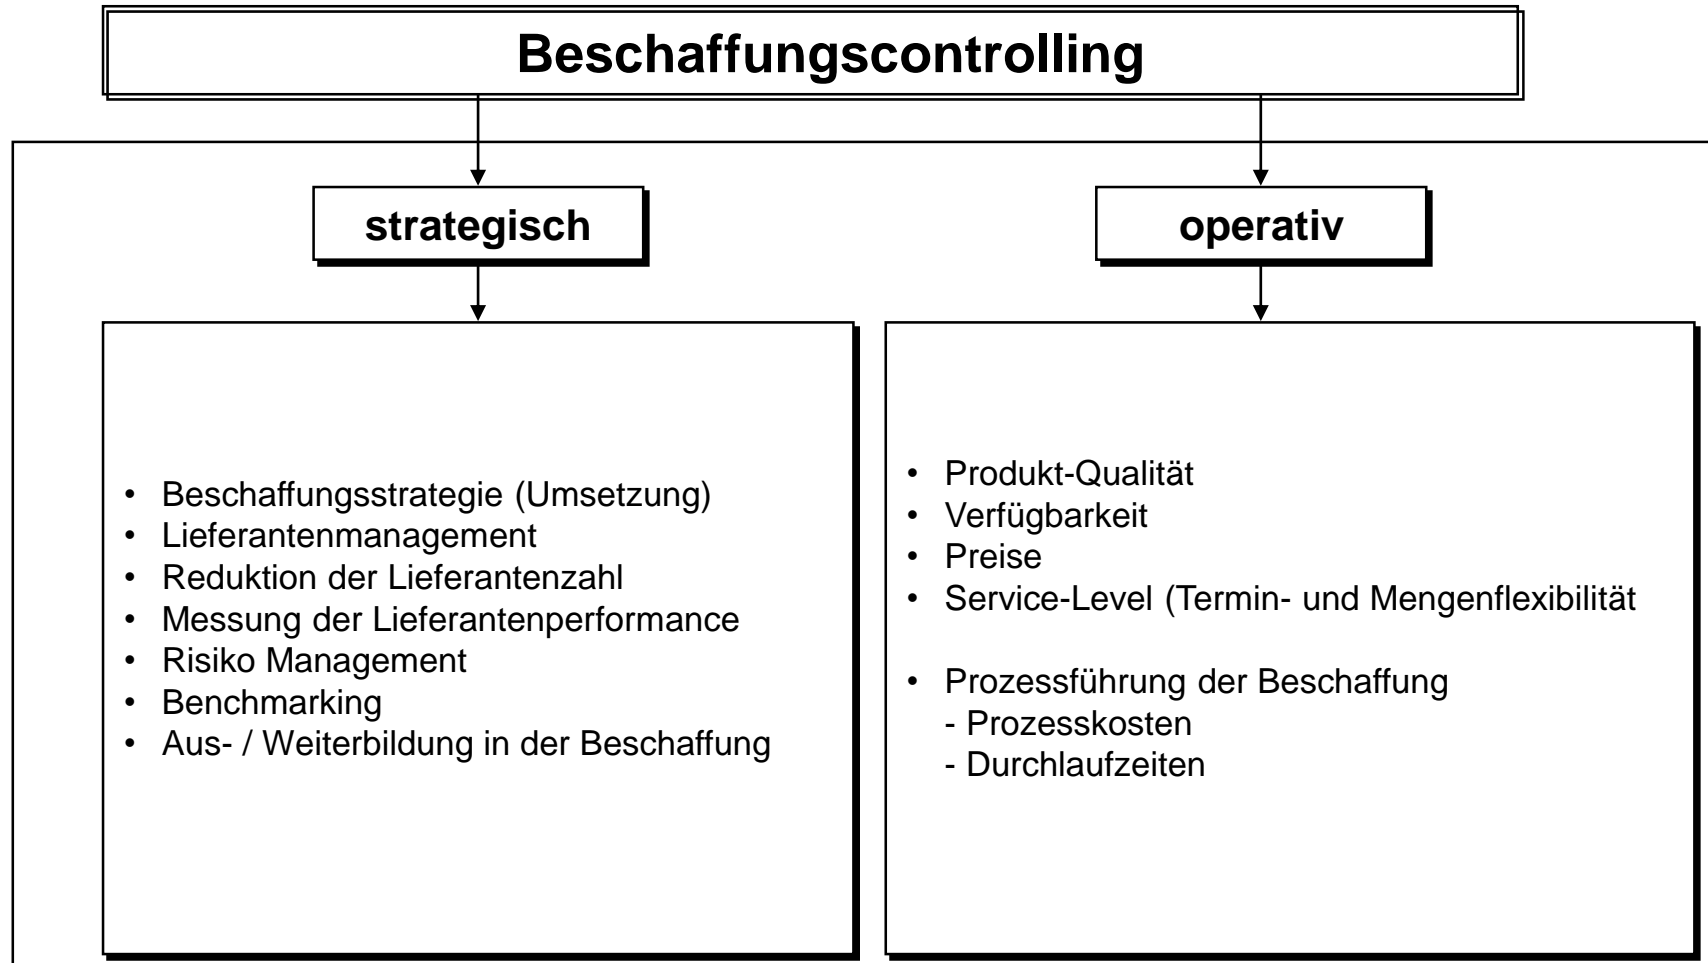 Beschaffungscontrolling
strategisch
operativ
• Beschaffungsstrategie (Umsetzung)
• Lieferantenmanagement
• Reduktion der Lieferantenzahl
• Messung der Lieferantenperformance
• Risiko Management
• Benchmarking
• Aus- / Weiterbildung in der Beschaffung
• Produkt-Qualität
• Verfügbarkeit
• Preise
• Service-Level (Termin- und Mengenflexibilität
• Prozessführung der Beschaffung
- Prozesskosten
- Durchlaufzeiten